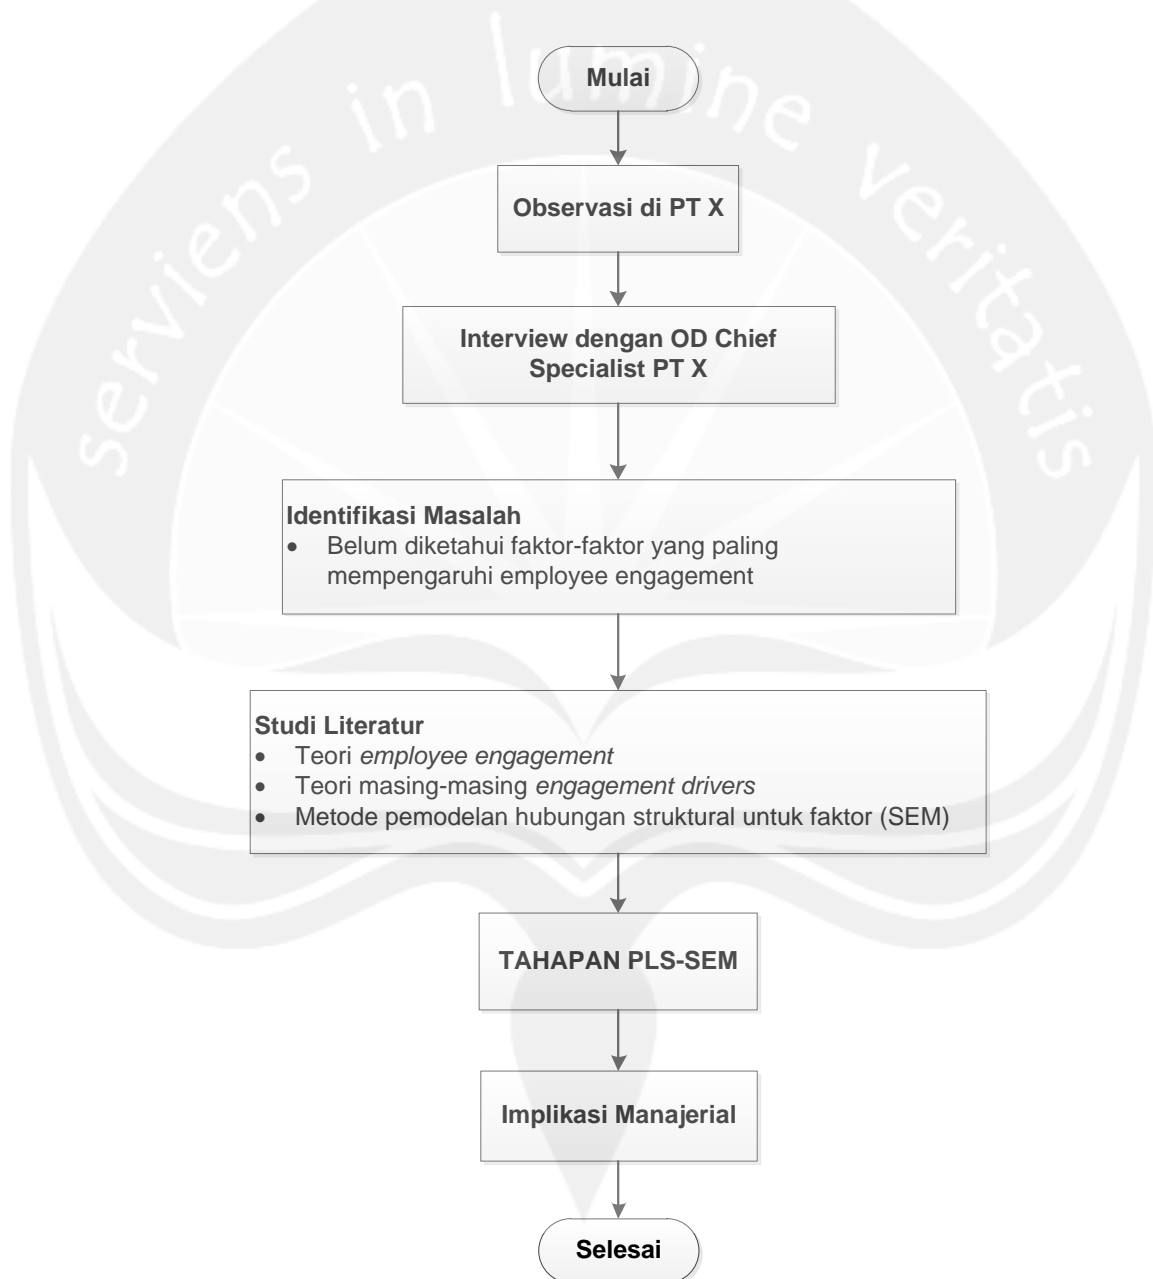 serviens in lumine veritatis
Mulai
Observasi di PT X
Interview dengan OD Chief
Specialist PT X
Identifikasi Masalah
• Belum diketahui faktor-faktor yang paling
mempengaruhi employee engagement
Studi Literatur
• Teori employee engagement
• Teori masing-masing engagement drivers
• Metode pemodelan hubungan struktural untuk faktor (SEM)
TAHAPAN PLS-SEM
Implikasi Manajerial
Selesai